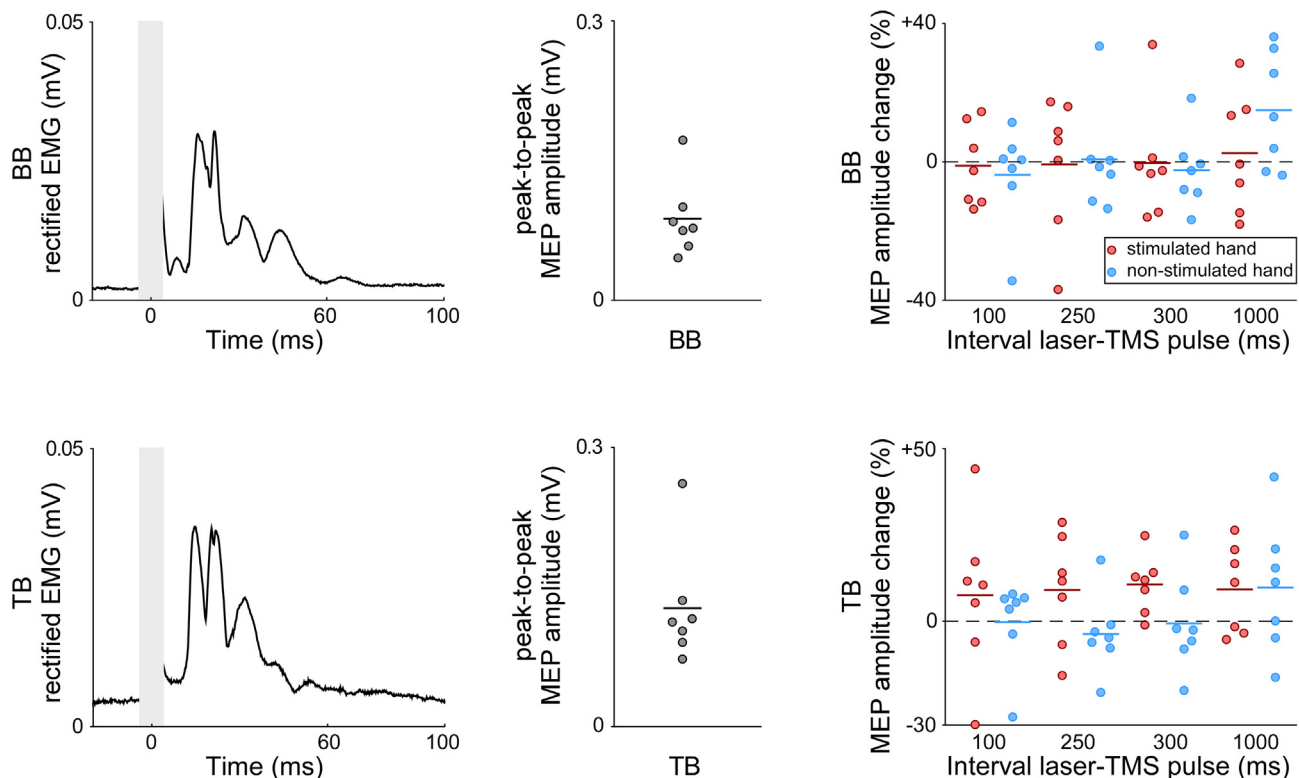 BB
rectified EMG (mV)
0.05
0
0
60
100
Time (ms)
peak-to-peak
MEP amplitude (mV)
0.3
0
BB
BB
MEP amplitude change (%)
+40
0
-40
stimulated hand
non-stimulated hand
100
250
300
1000
Interval laser-TMS pulse (ms)
TB
rectified EMG (mV)
0.05
0
0
60
100
Time (ms)
peak-to-peak
MEP amplitude (mV)
0.3
0
TB
TB
MEP amplitude change (%)
+50
0
-30
100
250
300
1000
Interval laser-TMS pulse (ms)